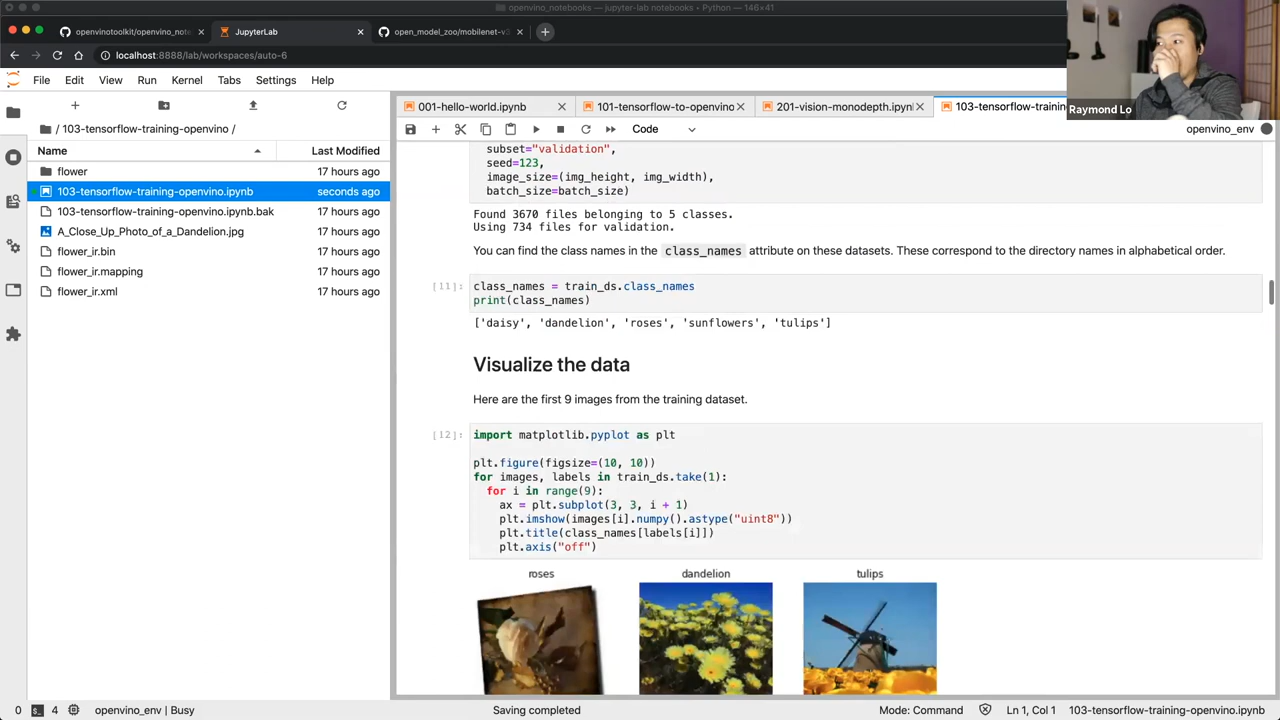 openvino_notebooks — jupyter-lab notebooks • Python — 146×41
openvinotoolkit/openvino_note
JupyterLab
open_model_zoo/mobilenet-v3
localhost:8888/lab/workspaces/auto-6
File Edit View Run Kernel Tabs Settings Help
Raymond Lo
001-hello-world.ipynb
101-tensorflow-to-openvino
201-vision-monodepth.ipynl
103-tensorflow-training
/ 103-tensorflow-training-openvino /
Code
openvino_env
Name Last Modified
flower 17 hours ago
103-tensorflow-training-openvino.ipynb seconds ago
103-tensorflow-training-openvino.ipynb.bak 17 hours ago
A_Close_Up_Photo_of_a_Dandelion.jpg 17 hours ago
flower_ir.bin 17 hours ago
flower_ir.mapping 17 hours ago
flower_ir.xml 17 hours ago
subset="validation",
seed=123,
image_size=(img_height, img_width),
batch_size=batch_size)
Found 3670 files belonging to 5 classes.
Using 734 files for validation.
You can find the class names in the class_names attribute on these datasets. These correspond to the directory names in alphabetical order.
[11]: class_names = train_ds.class_names
print(class_names)
['daisy', 'dandelion', 'roses', 'sunflowers', 'tulips']
Visualize the data
Here are the first 9 images from the training dataset.
[12]: import matplotlib.pyplot as plt
plt.figure(figsize=(10, 10))
for images, labels in train_ds.take(1):
for i in range(9):
ax = plt.subplot(3, 3, i + 1)
plt.imshow(images[i].numpy().astype("uint8"))
plt.title(class_names[labels[i]])
plt.axis("off")
roses dandelion tulips
0 4 openvino_env | Busy Saving completed Mode: Command Ln 1, Col 1 103-tensorflow-training-openvino.ipynb